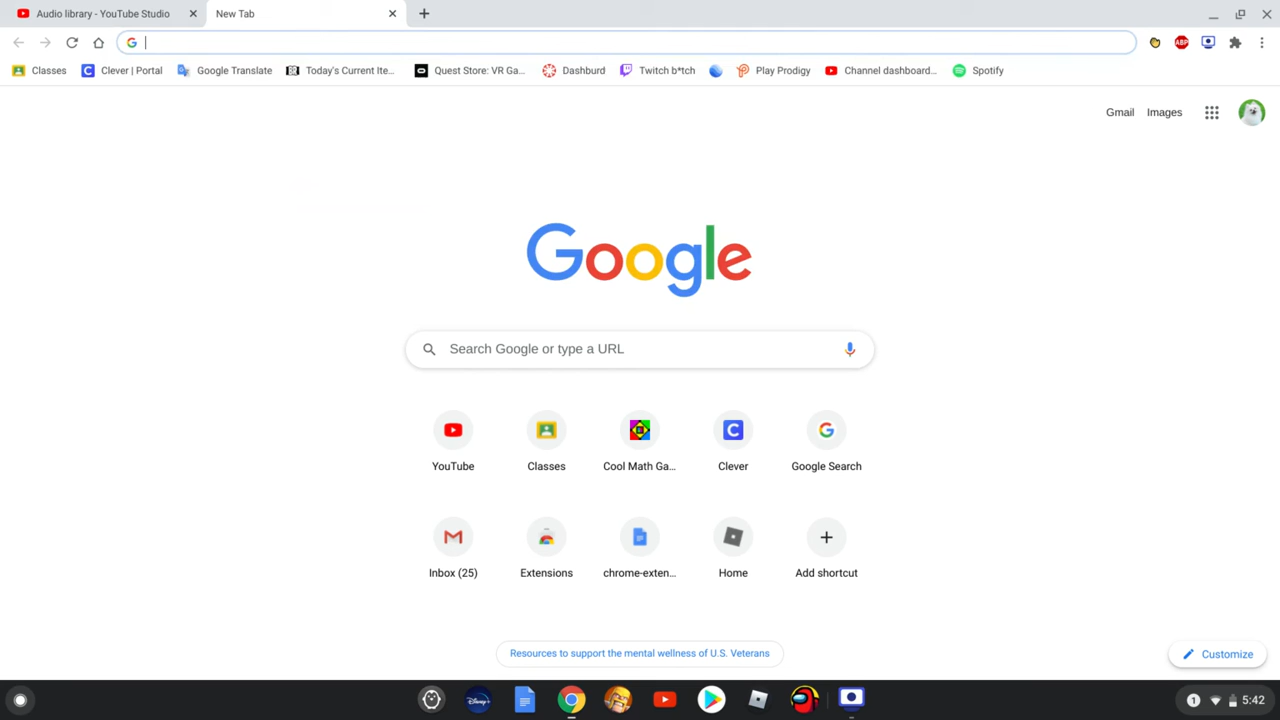 Audio library - YouTube Studio
New Tab
ABP
Classes
Clever i Portal
Google Translate
Today's Current Ite...
Quest Store: VR Ga...
Dashburd
Twitch b*tch
Play Prodigy
Channel dashboard...
Spotify
Gmail
Images
Google
Search Google or type a URL
YouTube
Classes
Cool Math Ga...
Clever
Google Search
Inbox (25)
Extensions
chrome-exten...
Home
Add shortcut
Resources to support the mental wellness of U.S. Veterans
Customize
Disney+
1
5:42